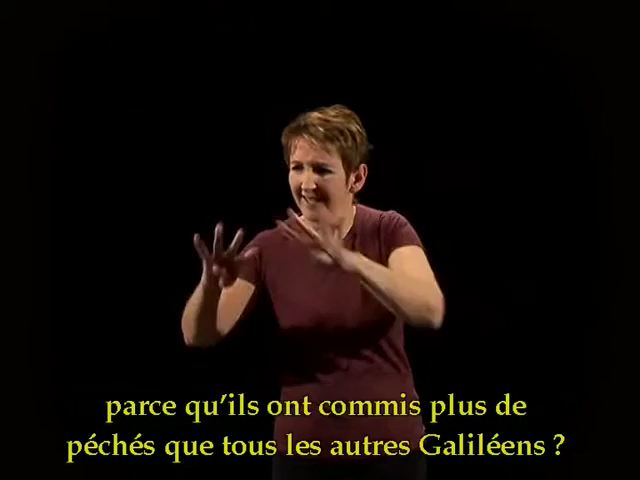 parce qu'ils ont commis plus de
péchés que tous les autres Galiléens ?